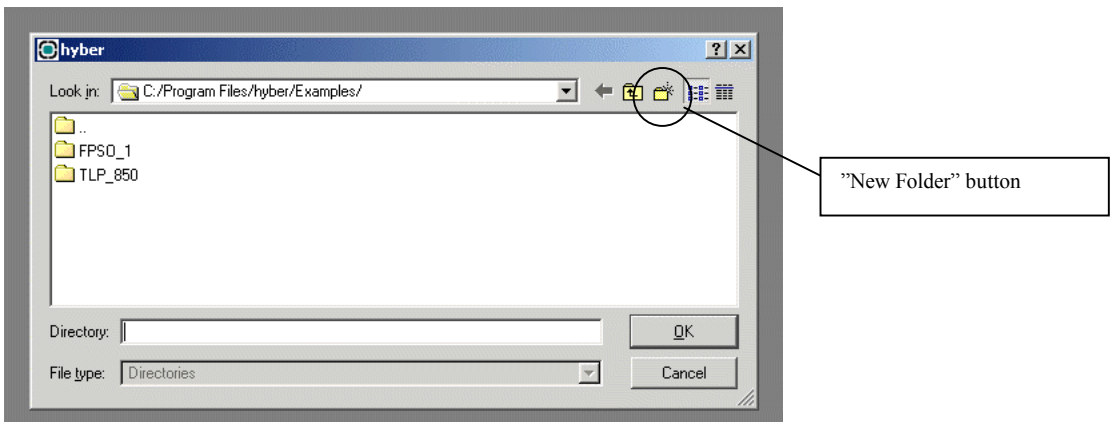 hyber
Look in: C:/Program Files/hyber/Examples/
..
FPSO_1
TLP_850
”New Folder” button
Directory:
OK
File type: Directories
Cancel